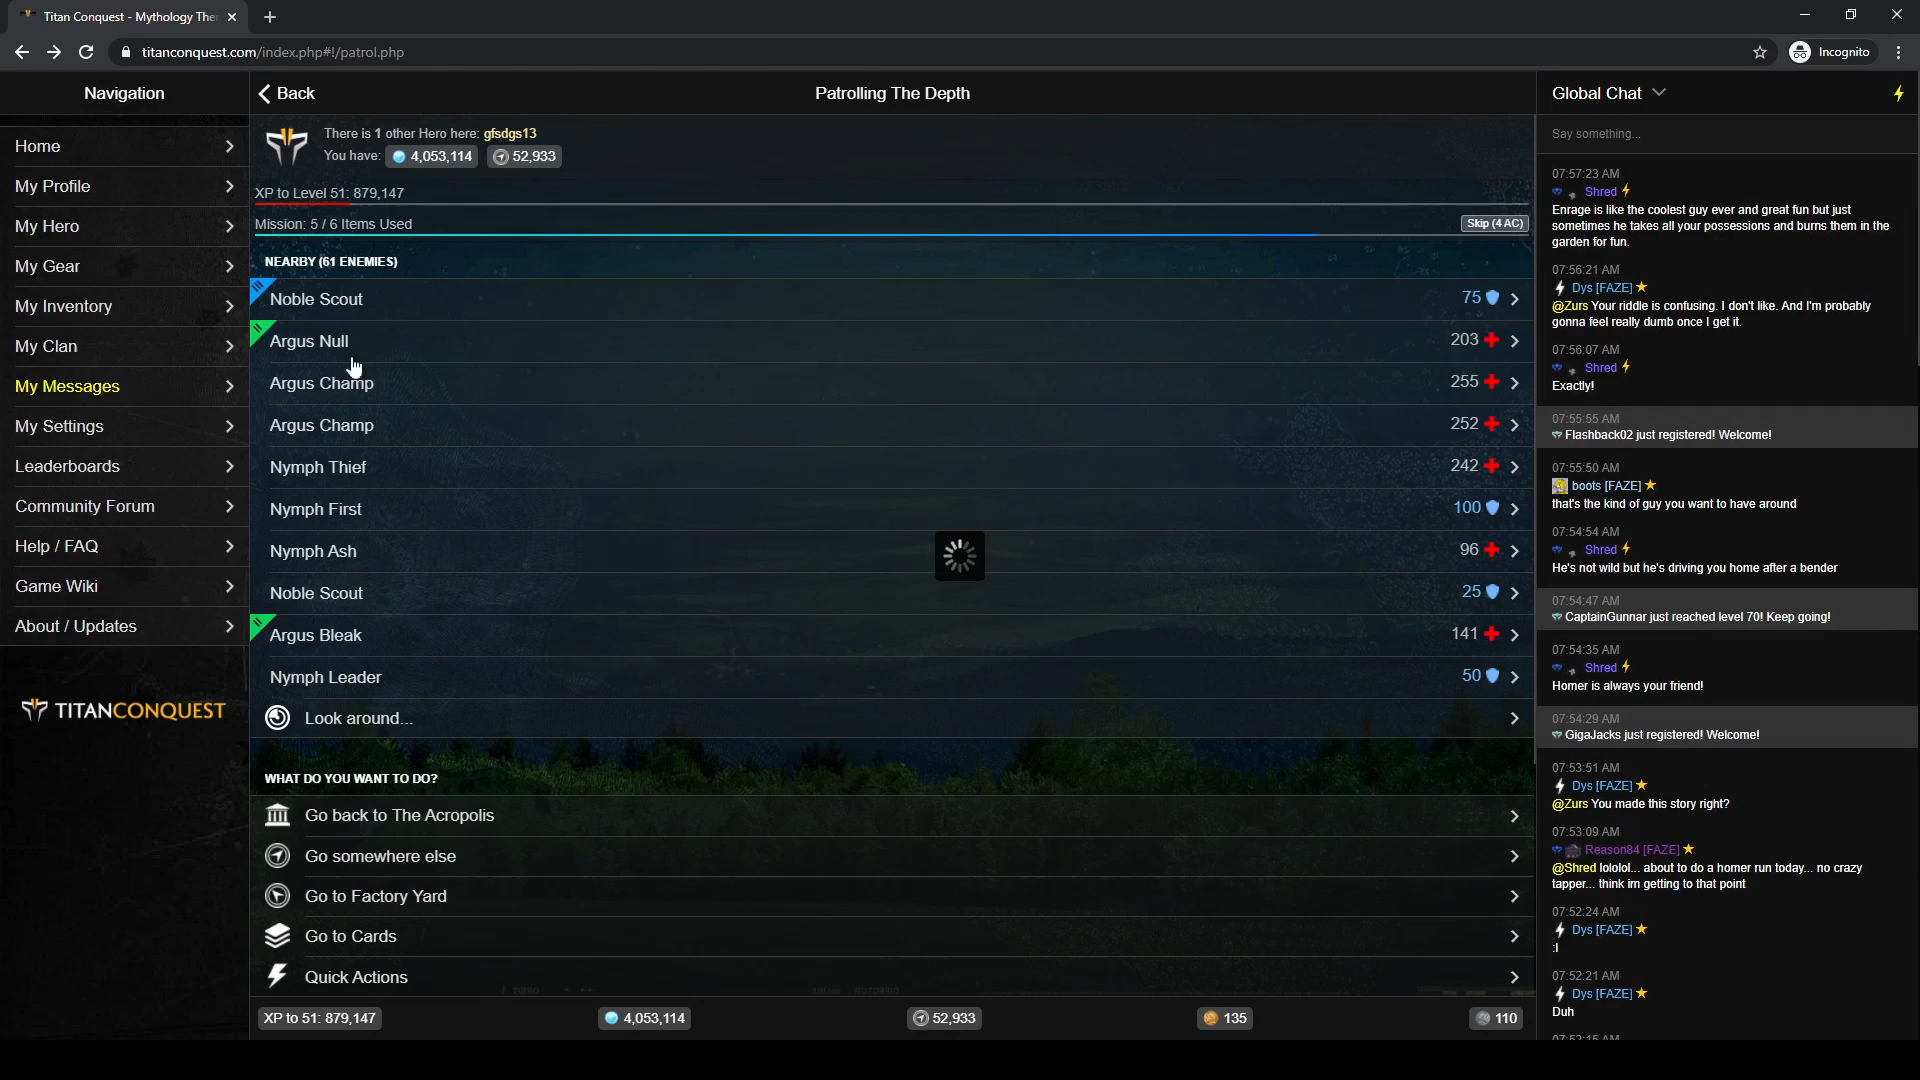 Titan Conquest - Mythology The
titanconquest.com/index.php#!/patrol.php
Incognito
Navigation
Home
My Profile
My Hero
My Gear
My Inventory
My Clan
My Messages
My Settings
Leaderboards
Community Forum
Help / FAQ
Game Wiki
About / Updates
TITANCONQUEST
Back
Patrolling The Depth
There is 1 other Hero here: gfsdgs13
You have: 4,053,114 52,933
XP to Level 51: 879,147
Mission: 5 / 6 Items Used
Skip (4 AC)
NEARBY (61 ENEMIES)
Noble Scout 75
Argus Null 203
Argus Champ 255
Argus Champ 252
Nymph Thief 242
Nymph First 100
Nymph Ash 96
Noble Scout 25
Argus Bleak 141
Nymph Leader 50
Look around...
WHAT DO YOU WANT TO DO?
Go back to The Acropolis
Go somewhere else
Go to Factory Yard
Go to Cards
Quick Actions
XP to 51: 879,147 4,053,114 52,933 135 110
Global Chat
Say something...
07:57:23 AM
Shred
Enrage is like the coolest guy ever and great fun but just
sometimes he takes all your possessions and burns them in the
garden for fun.
07:56:21 AM
Dys [FAZE]
@Zurs Your riddle is confusing. I don't like. And I'm probably
gonna feel really dumb once I get it.
07:56:07 AM
Shred
Exactly!
07:55:55 AM
Flashback02 just registered! Welcome!
07:55:50 AM
boots [FAZE]
that's the kind of guy you want to have around
07:54:54 AM
Shred
He's not wild but he's driving you home after a bender
07:54:47 AM
CaptainGunnar just reached level 70! Keep going!
07:54:35 AM
Shred
Homer is always your friend!
07:54:29 AM
GigaJacks just registered! Welcome!
07:53:51 AM
Dys [FAZE]
@Zurs You made this story right?
07:53:09 AM
Reason84 [FAZE]
@Shred lololol... about to do a homer run today... no crazy
tapper... think im getting to that point
07:52:24 AM
Dys [FAZE]
:I
07:52:21 AM
Dys [FAZE]
Duh
07:52:15 AM